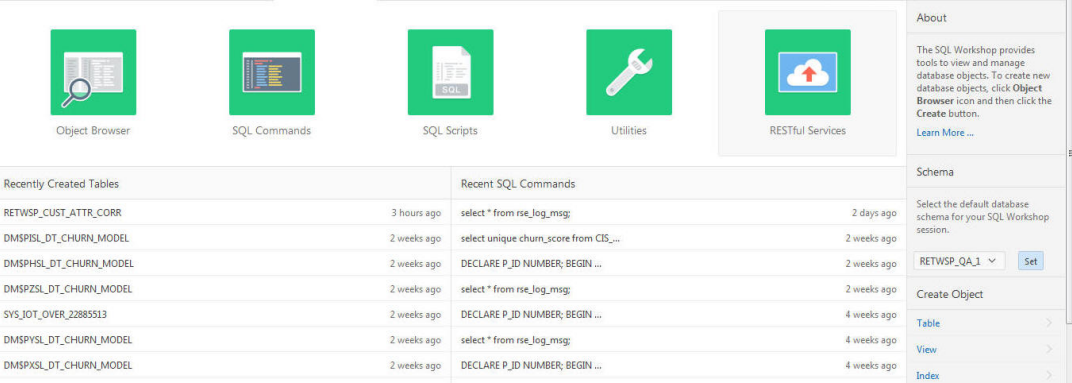 SQL
Object Browser
SQL Commands
SQL Scripts
Utilities
RESTful Services
Recently Created Tables
RETWSP_CUST_ATTR_CORR 3 hours ago
DM$PISL_DT_CHURN_MODEL 2 weeks ago
DM$PHSL_DT_CHURN_MODEL 2 weeks ago
DM$PZSL_DT_CHURN_MODEL 2 weeks ago
SYS_IOT_OVER_22885513 2 weeks ago
DM$PYSL_DT_CHURN_MODEL 2 weeks ago
DM$PXSL_DT_CHURN_MODEL 2 weeks ago
Recent SQL Commands
select * from rse_log_msg; 2 days ago
select unique churn_score from CIS_... 2 weeks ago
DECLARE P_ID NUMBER; BEGIN ... 2 weeks ago
select * from rse_log_msg; 2 weeks ago
DECLARE P_ID NUMBER; BEGIN ... 4 weeks ago
select * from rse_log_msg; 4 weeks ago
DECLARE P_ID NUMBER; BEGIN ... 4 weeks ago
About
The SQL Workshop provides
tools to view and manage
database objects. To create new
database objects, click Object
Browser icon and then click the
Create button.
Learn More ...
Schema
Select the default database
schema for your SQL Workshop
session.
RETWSP_QA_1 Set
Create Object
Table
View
Index